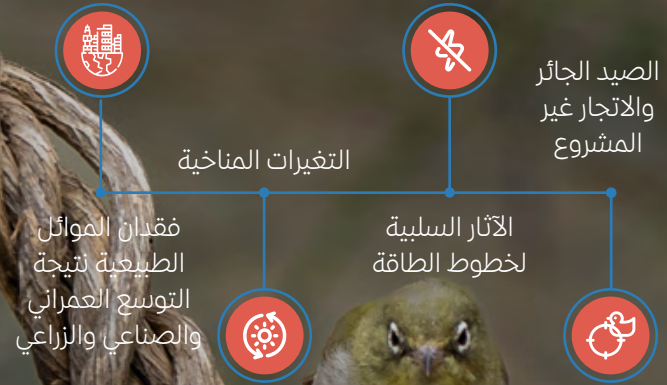 الصيد الجائر
والاتجار غير
المشروع
الآثار السلبية
لخطوط الطاقة
التغيرات المناخية
فقدان الموائل
الطبيعية نتيجة
التوسع العمراني
والصناعي والزراعي